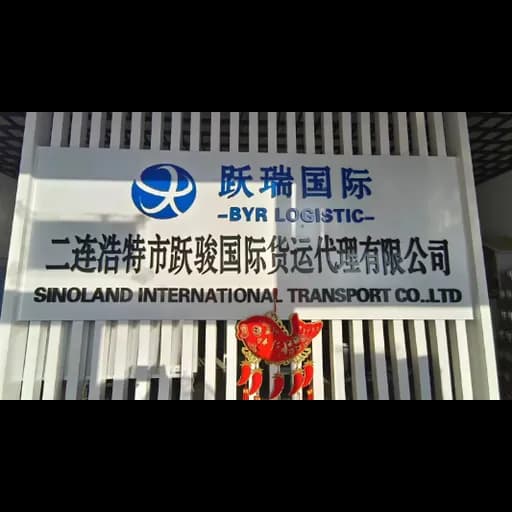 跃瑞国际
-BYR LOGISTIC-
二连浩特市跃骏国际货运代理有限公司
SINOLAND INTERNATIONAL TRANSPORT CO.,LTD